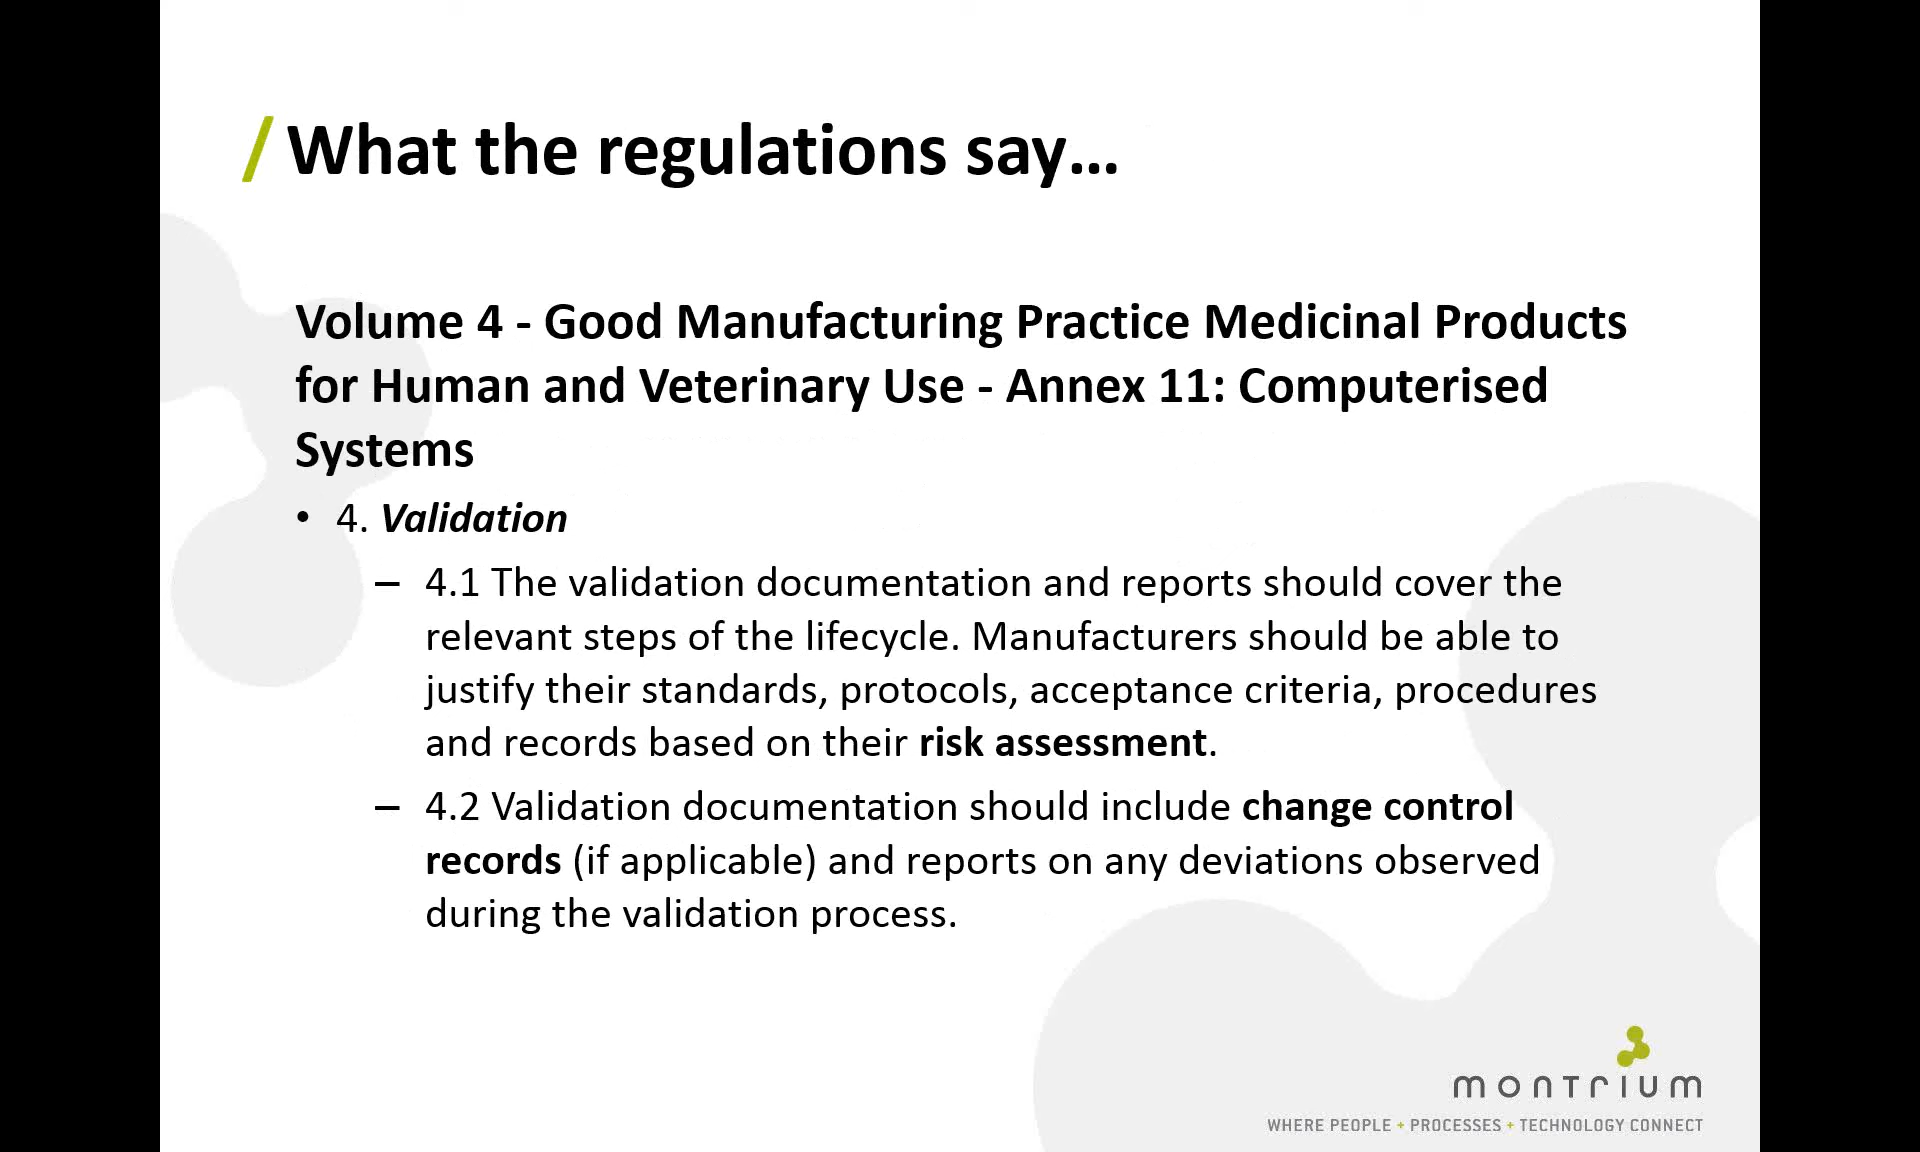 / What the regulations say...
Volume 4 - Good Manufacturing Practice Medicinal Products
for Human and Veterinary Use - Annex 11: Computerised
Systems
• 4. Validation
– 4.1 The validation documentation and reports should cover the
relevant steps of the lifecycle. Manufacturers should be able to
justify their standards, protocols, acceptance criteria, procedures
and records based on their risk assessment.
– 4.2 Validation documentation should include change control
records (if applicable) and reports on any deviations observed
during the validation process.
montrium
WHERE PEOPLE + PROCESSES + TECHNOLOGY CONNECT